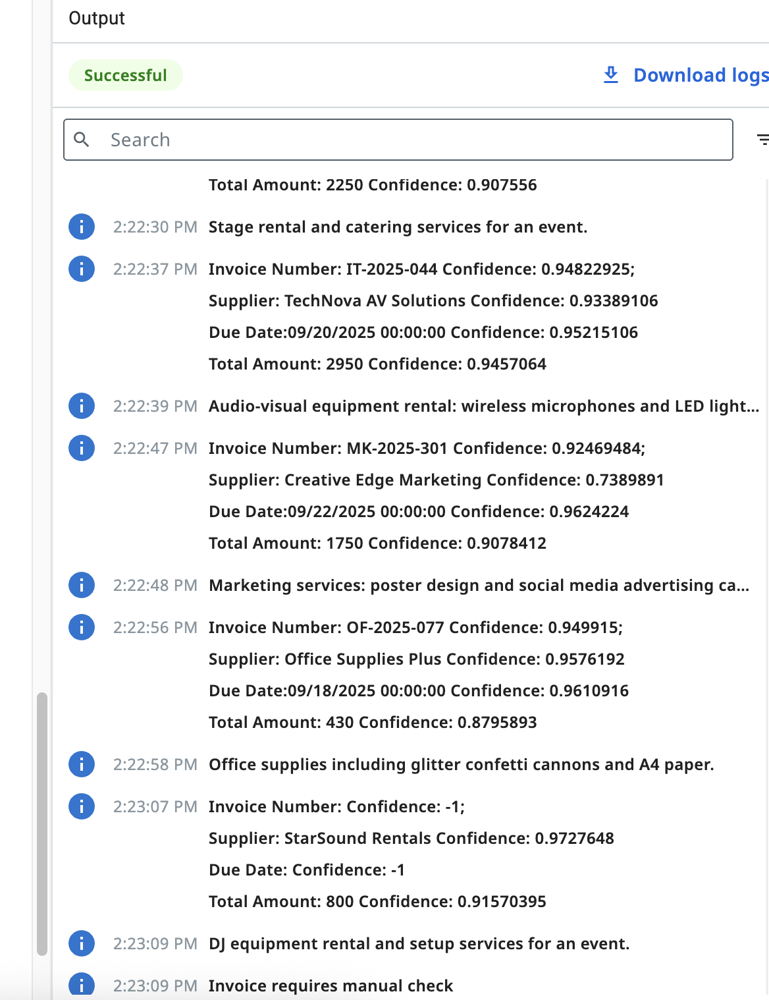 Output
Successful
Download logs
Search
Total Amount: 2250 Confidence: 0.907556
2:22:30 PM Stage rental and catering services for an event.
2:22:37 PM Invoice Number: IT-2025-044 Confidence: 0.94822925;
Supplier: TechNova AV Solutions Confidence: 0.93389106
Due Date:09/20/2025 00:00:00 Confidence: 0.95215106
Total Amount: 2950 Confidence: 0.9457064
2:22:39 PM Audio-visual equipment rental: wireless microphones and LED light...
2:22:47 PM Invoice Number: MK-2025-301 Confidence: 0.92469484;
Supplier: Creative Edge Marketing Confidence: 0.7389891
Due Date:09/22/2025 00:00:00 Confidence: 0.9624224
Total Amount: 1750 Confidence: 0.9078412
2:22:48 PM Marketing services: poster design and social media advertising ca...
2:22:56 PM Invoice Number: OF-2025-077 Confidence: 0.949915;
Supplier: Office Supplies Plus Confidence: 0.9576192
Due Date:09/18/2025 00:00:00 Confidence: 0.9610916
Total Amount: 430 Confidence: 0.8795893
2:22:58 PM Office supplies including glitter confetti cannons and A4 paper.
2:23:07 PM Invoice Number: Confidence: -1;
Supplier: StarSound Rentals Confidence: 0.9727648
Due Date: Confidence: -1
Total Amount: 800 Confidence: 0.91570395
2:23:09 PM DJ equipment rental and setup services for an event.
2:23:09 PM Invoice requires manual check